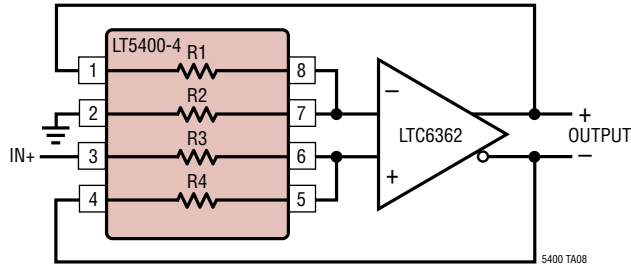 LT5400-4
R1
1
8
R2
2
7
−
+
LTC6362
OUTPUT
R3
IN+
3
6
−
R4
+
4
5
5400 TA08